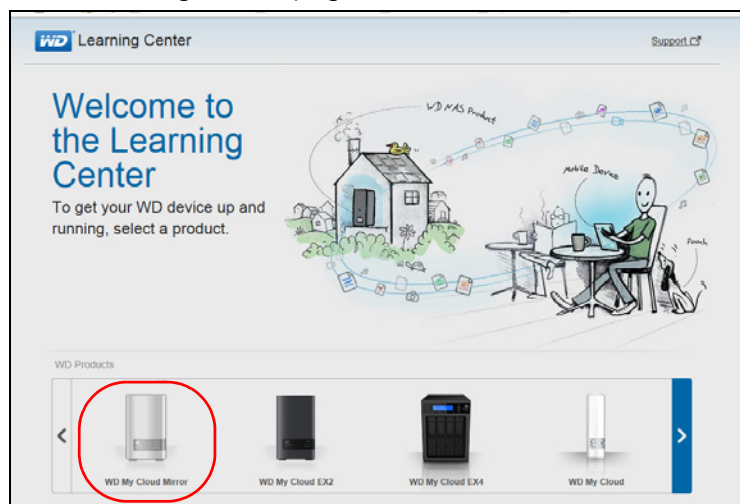 WD Learning Center
Support
Welcome to
the Learning
Center
To get your WD device up and
running, select a product.
WD NAS Product
Mobile Device
Pooch
WD Products
WD My Cloud Mirror
WD My Cloud EX2
WD My Cloud EX4
WD My Cloud